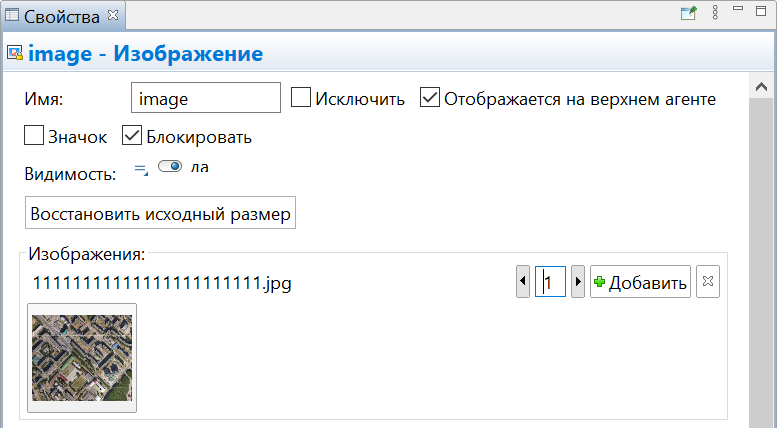 Свойства
image - Изображение
Имя: image Исключить Отображается на верхнем агенте
Значок Блокировать
Видимость: да
Восстановить исходный размер
Изображения:
11111111111111111111111.jpg 1 Добавить